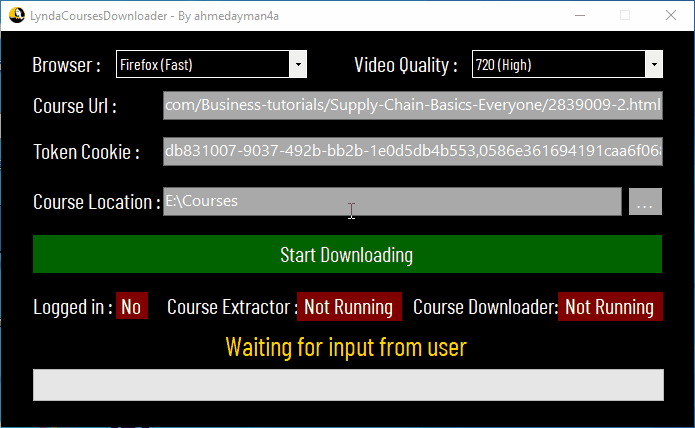 LyndaCoursesDownloader - By ahmedayman4a
Browser : Firefox (Fast) Video Quality : 720 (High)
Course Url : com/Business-tutorials/Supply-Chain-Basics-Everyone/2839009-2.html
Token Cookie : db831007-9037-492b-bb2b-1e0d5db4b553,0586e361694191caa6f068
Course Location : E:\Courses ...
Start Downloading
Logged in : No Course Extractor : Not Running Course Downloader: Not Running
Waiting for input from user